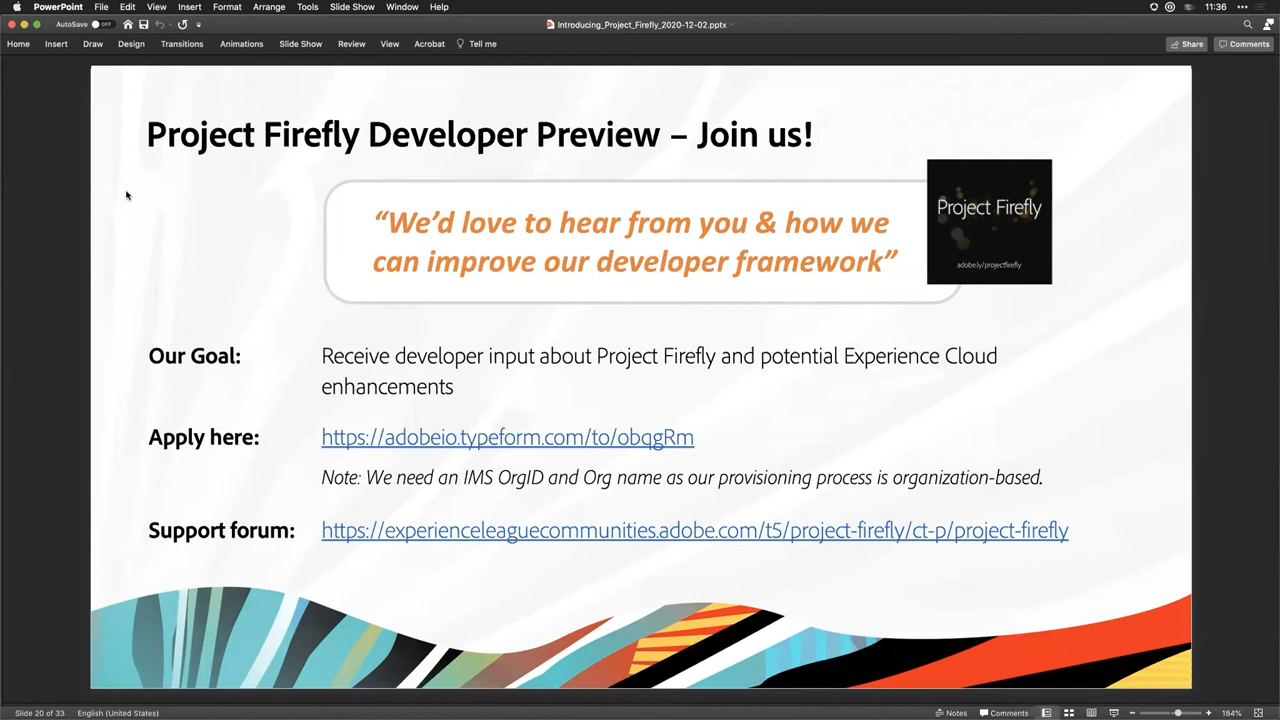 PowerPoint File Edit View Insert Format Arrange Tools Slide Show Window Help 11:36
AutoSave OFF Introducing_Project_Firefly_2020-12-02.pptx
Home Insert Draw Design Transitions Animations Slide Show Review View Acrobat Tell me Share Comments
Project Firefly Developer Preview – Join us!
“We’d love to hear from you & how we
can improve our developer framework”
Project Firefly
adobe.ly/projectfirefly
Our Goal: Receive developer input about Project Firefly and potential Experience Cloud
enhancements
Apply here: https://adobeio.typeform.com/to/obqgRm
Note: We need an IMS OrgID and Org name as our provisioning process is organization-based.
Support forum: https://experienceleaguecommunities.adobe.com/t5/project-firefly/ct-p/project-firefly
Slide 20 of 33 English (United States) Notes Comments 184%